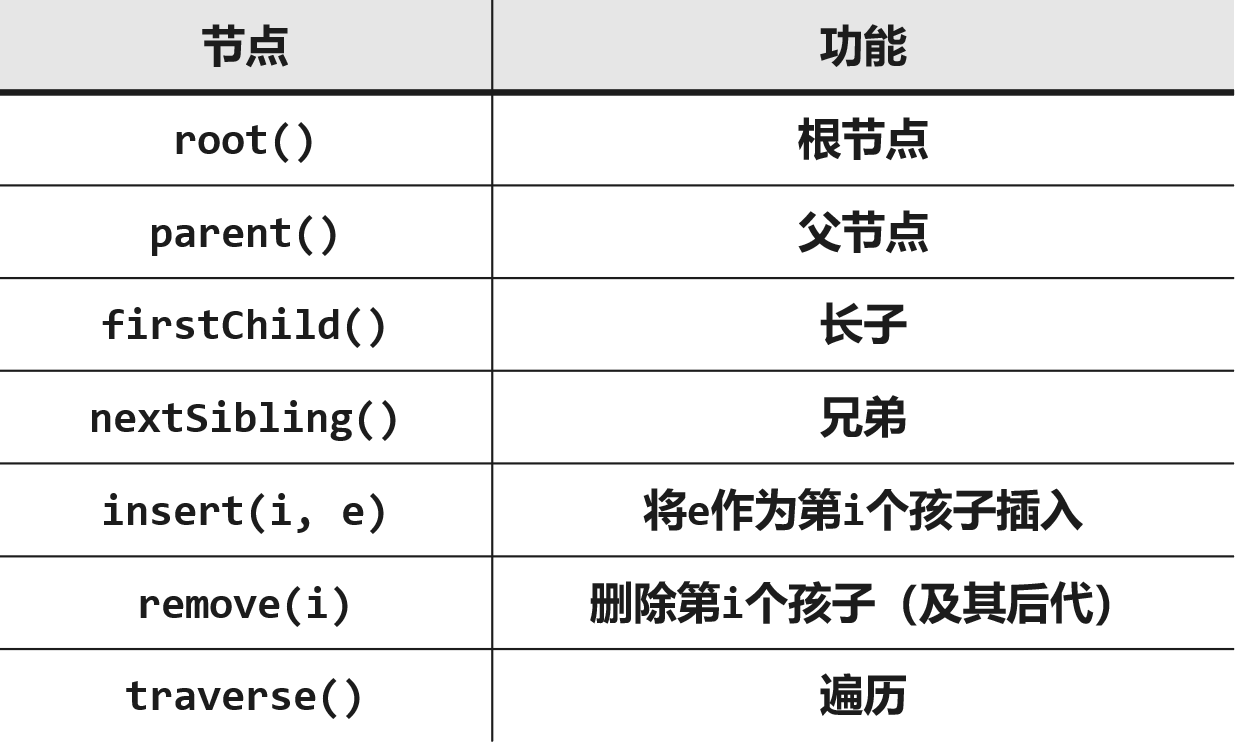 节点 功能
root() 根节点
parent() 父节点
firstChild() 长子
nextSibling() 兄弟
insert(i, e) 将e作为第i个孩子插入
remove(i) 删除第i个孩子（及其后代）
traverse() 遍历